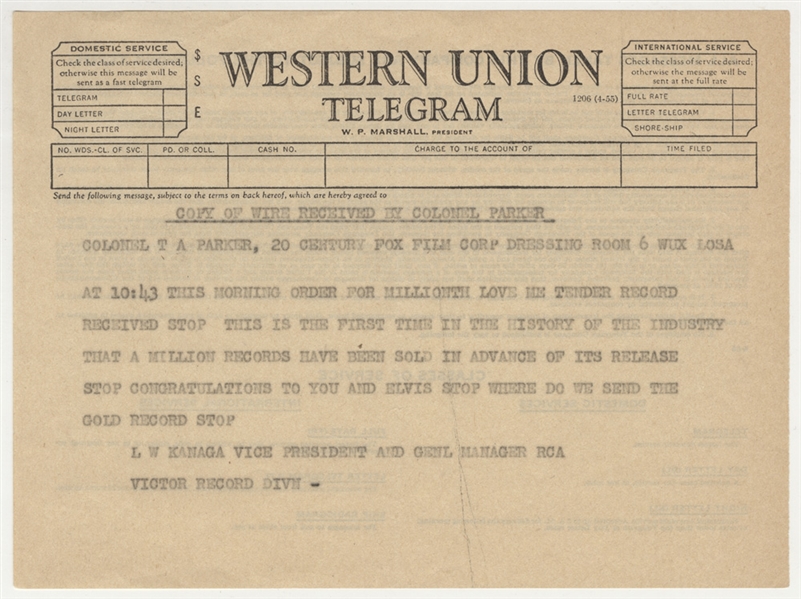 DOMESTIC SERVICE
Check the class of service desired;
otherwise this message will be
sent as a fast telegram
TELEGRAM
DAY LETTER
NIGHT LETTER
$
S
E
WESTERN UNION
TELEGRAM
1206 (4-55)
W. P. MARSHALL, PRESIDENT
INTERNATIONAL SERVICE
Check the class of service desired;
otherwise the message will be
sent at the full rate
FULL RATE
LETTER TELEGRAM
SHORE-SHIP
NO. WDS.-CL. OF SVC. PD. OR COLL. CASH NO. CHARGE TO THE ACCOUNT OF TIME FILED
Send the following message, subject to the terms on back hereof, which are hereby agreed to
COPY OF WIRE RECEIVED BY COLONEL PARKER
COLONEL T A PARKER, 20 CENTURY FOX FILM CORP DRESSING ROOM 6 WUX LOSA
AT 10:43 THIS MORNING ORDER FOR MILLIONTH LOVE ME TENDER RECORD
RECEIVED STOP THIS IS THE FIRST TIME IN THE HISTORY OF THE INDUSTRY
THAT A MILLION RECORDS HAVE BEEN SOLD IN ADVANCE OF ITS RELEASE
STOP CONGRATULATIONS TO YOU AND ELVIS STOP WHERE DO WE SEND THE
GOLD RECORD STOP
L W KANAGA VICE PRESIDENT AND GENL MANAGER RCA
VICTOR RECORD DIVN -